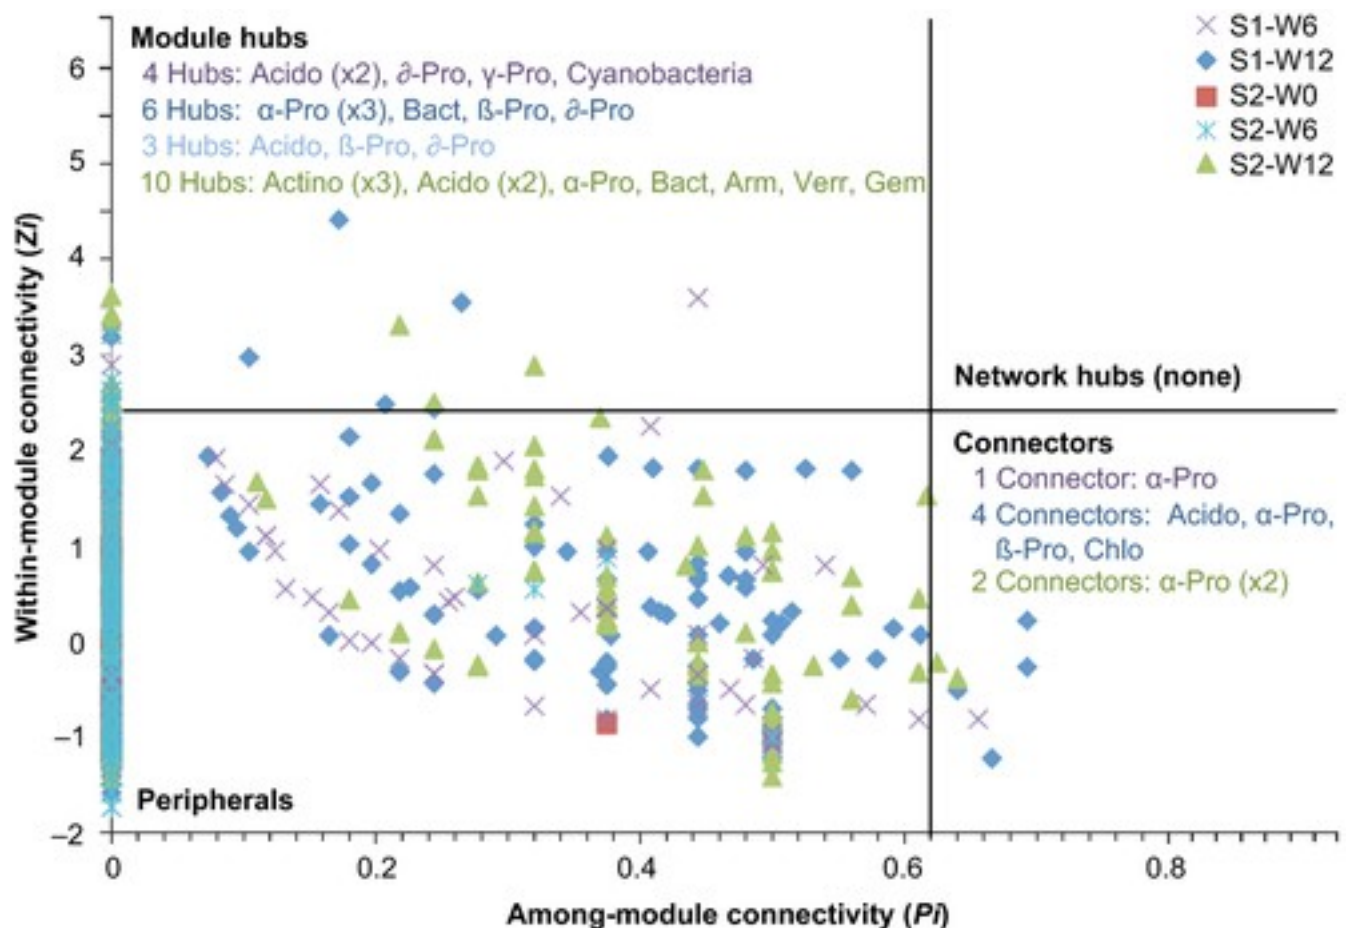 Module hubs
4 Hubs: Acido (x2), ∂-Pro, γ-Pro, Cyanobacteria
6 Hubs: α-Pro (x3), Bact, ß-Pro, ∂-Pro
3 Hubs: Acido, ß-Pro, ∂-Pro
10 Hubs: Actino (x3), Acido (x2), α-Pro, Bact, Arm, Verr, Gem
S1-W6
S1-W12
S2-W0
S2-W6
S2-W12
Network hubs (none)
Connectors
1 Connector: α-Pro
4 Connectors: Acido, α-Pro,
ß-Pro, Chlo
2 Connectors: α-Pro (x2)
Peripherals
Within-module connectivity (Zi)
6
5
4
3
2
1
0
–1
–2
0
0.2
0.4
0.6
0.8
Among-module connectivity (Pi)